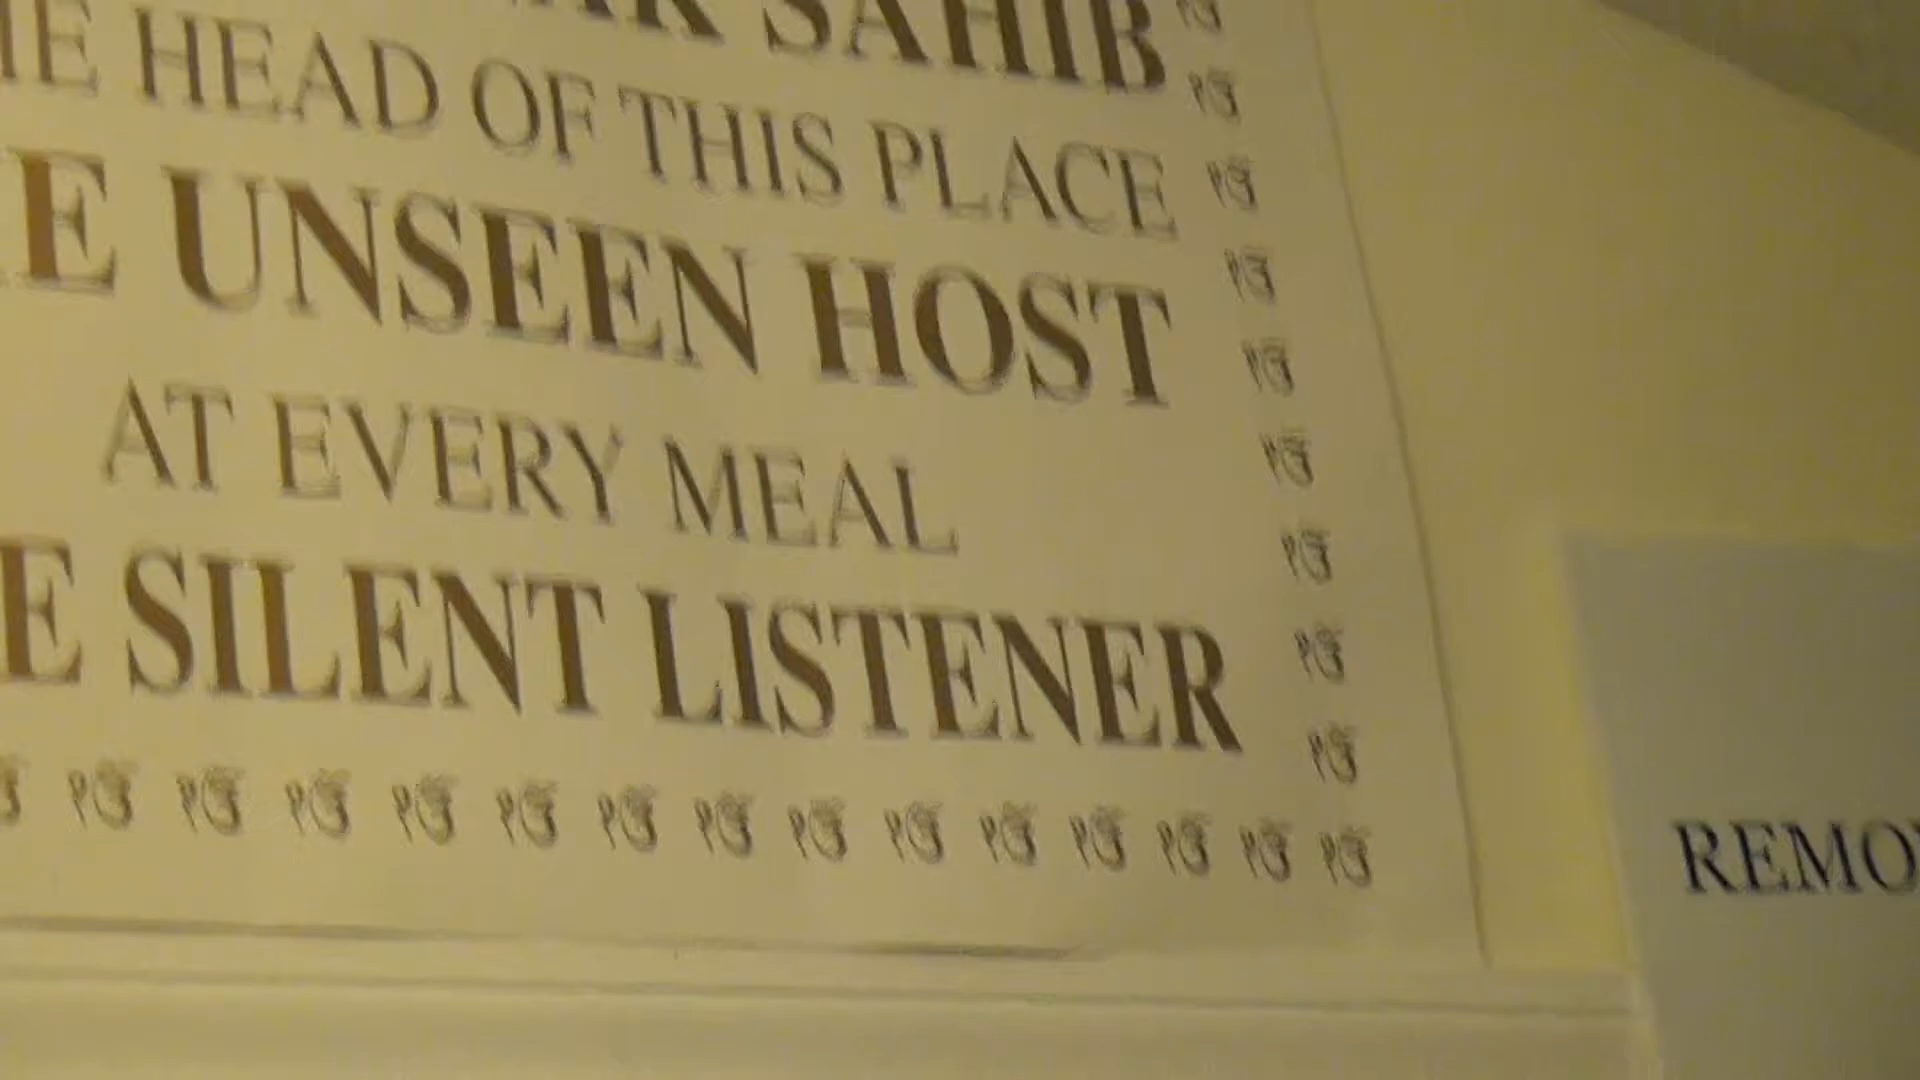 SAHIB
HEAD OF THIS PLACE
UNSEEN HOST
AT EVERY MEAL
SILENT LISTENER